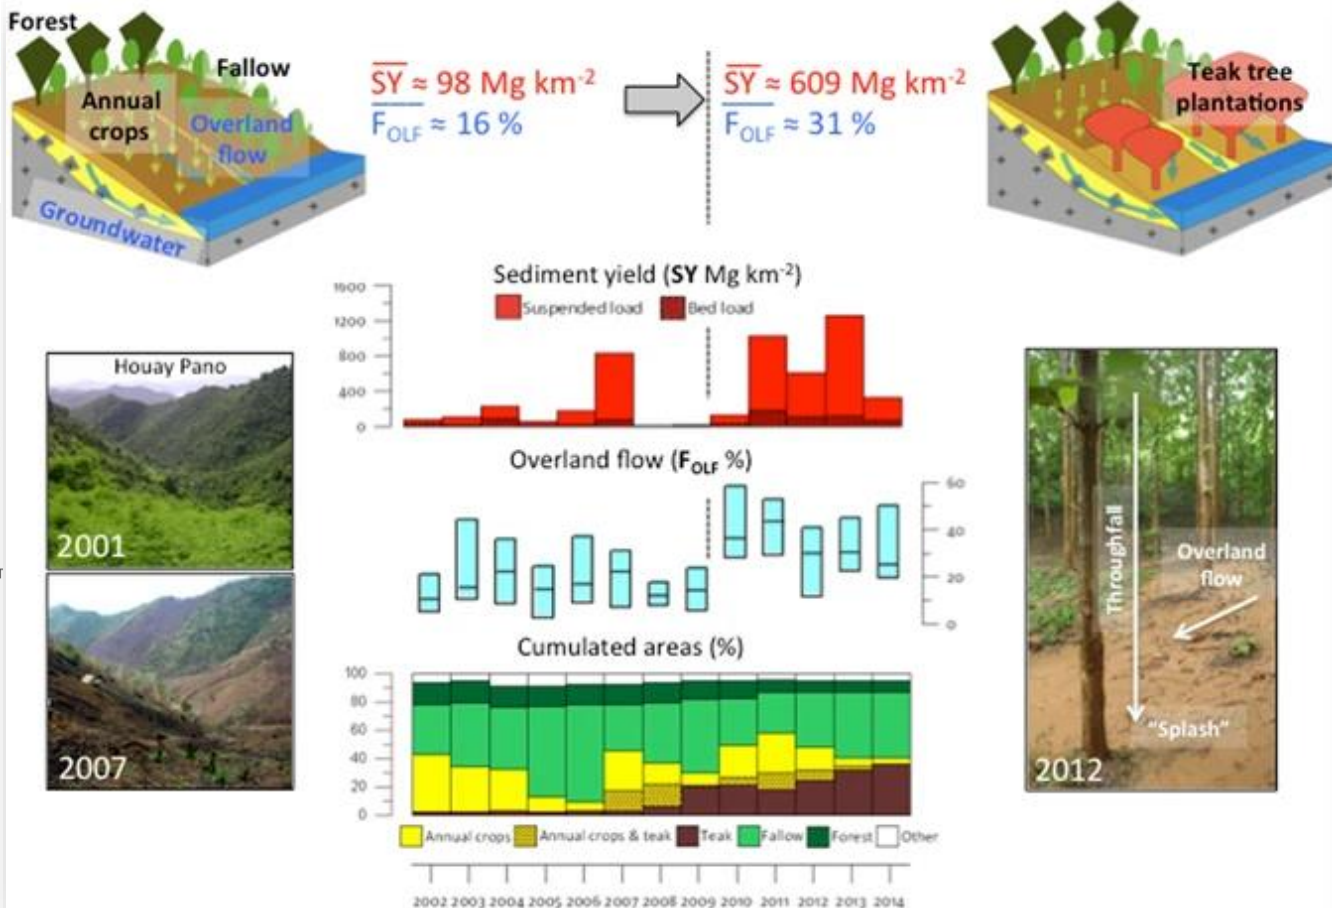 Forest
Fallow
Annual
crops
Overland
flow
Groundwater
SY ≈ 98 Mg km-2
FOLF ≈ 16 %
SY ≈ 609 Mg km-2
FOLF ≈ 31 %
Teak tree
plantations
Sediment yield (SY Mg km-2)
Suspended load
Bed load
1600
1200
800
400
0
Houay Pano
2001
2007
Overland flow (FOLF %)
60
40
20
0
Throughfall
Overland
flow
"Splash"
2012
Cumulated areas (%)
100
80
60
40
20
0
Annual crops
Annual crops & teak
Teak
Fallow
Forest
Other
2002 2003 2004 2005 2006 2007 2008 2009 2010 2011 2012 2013 2014